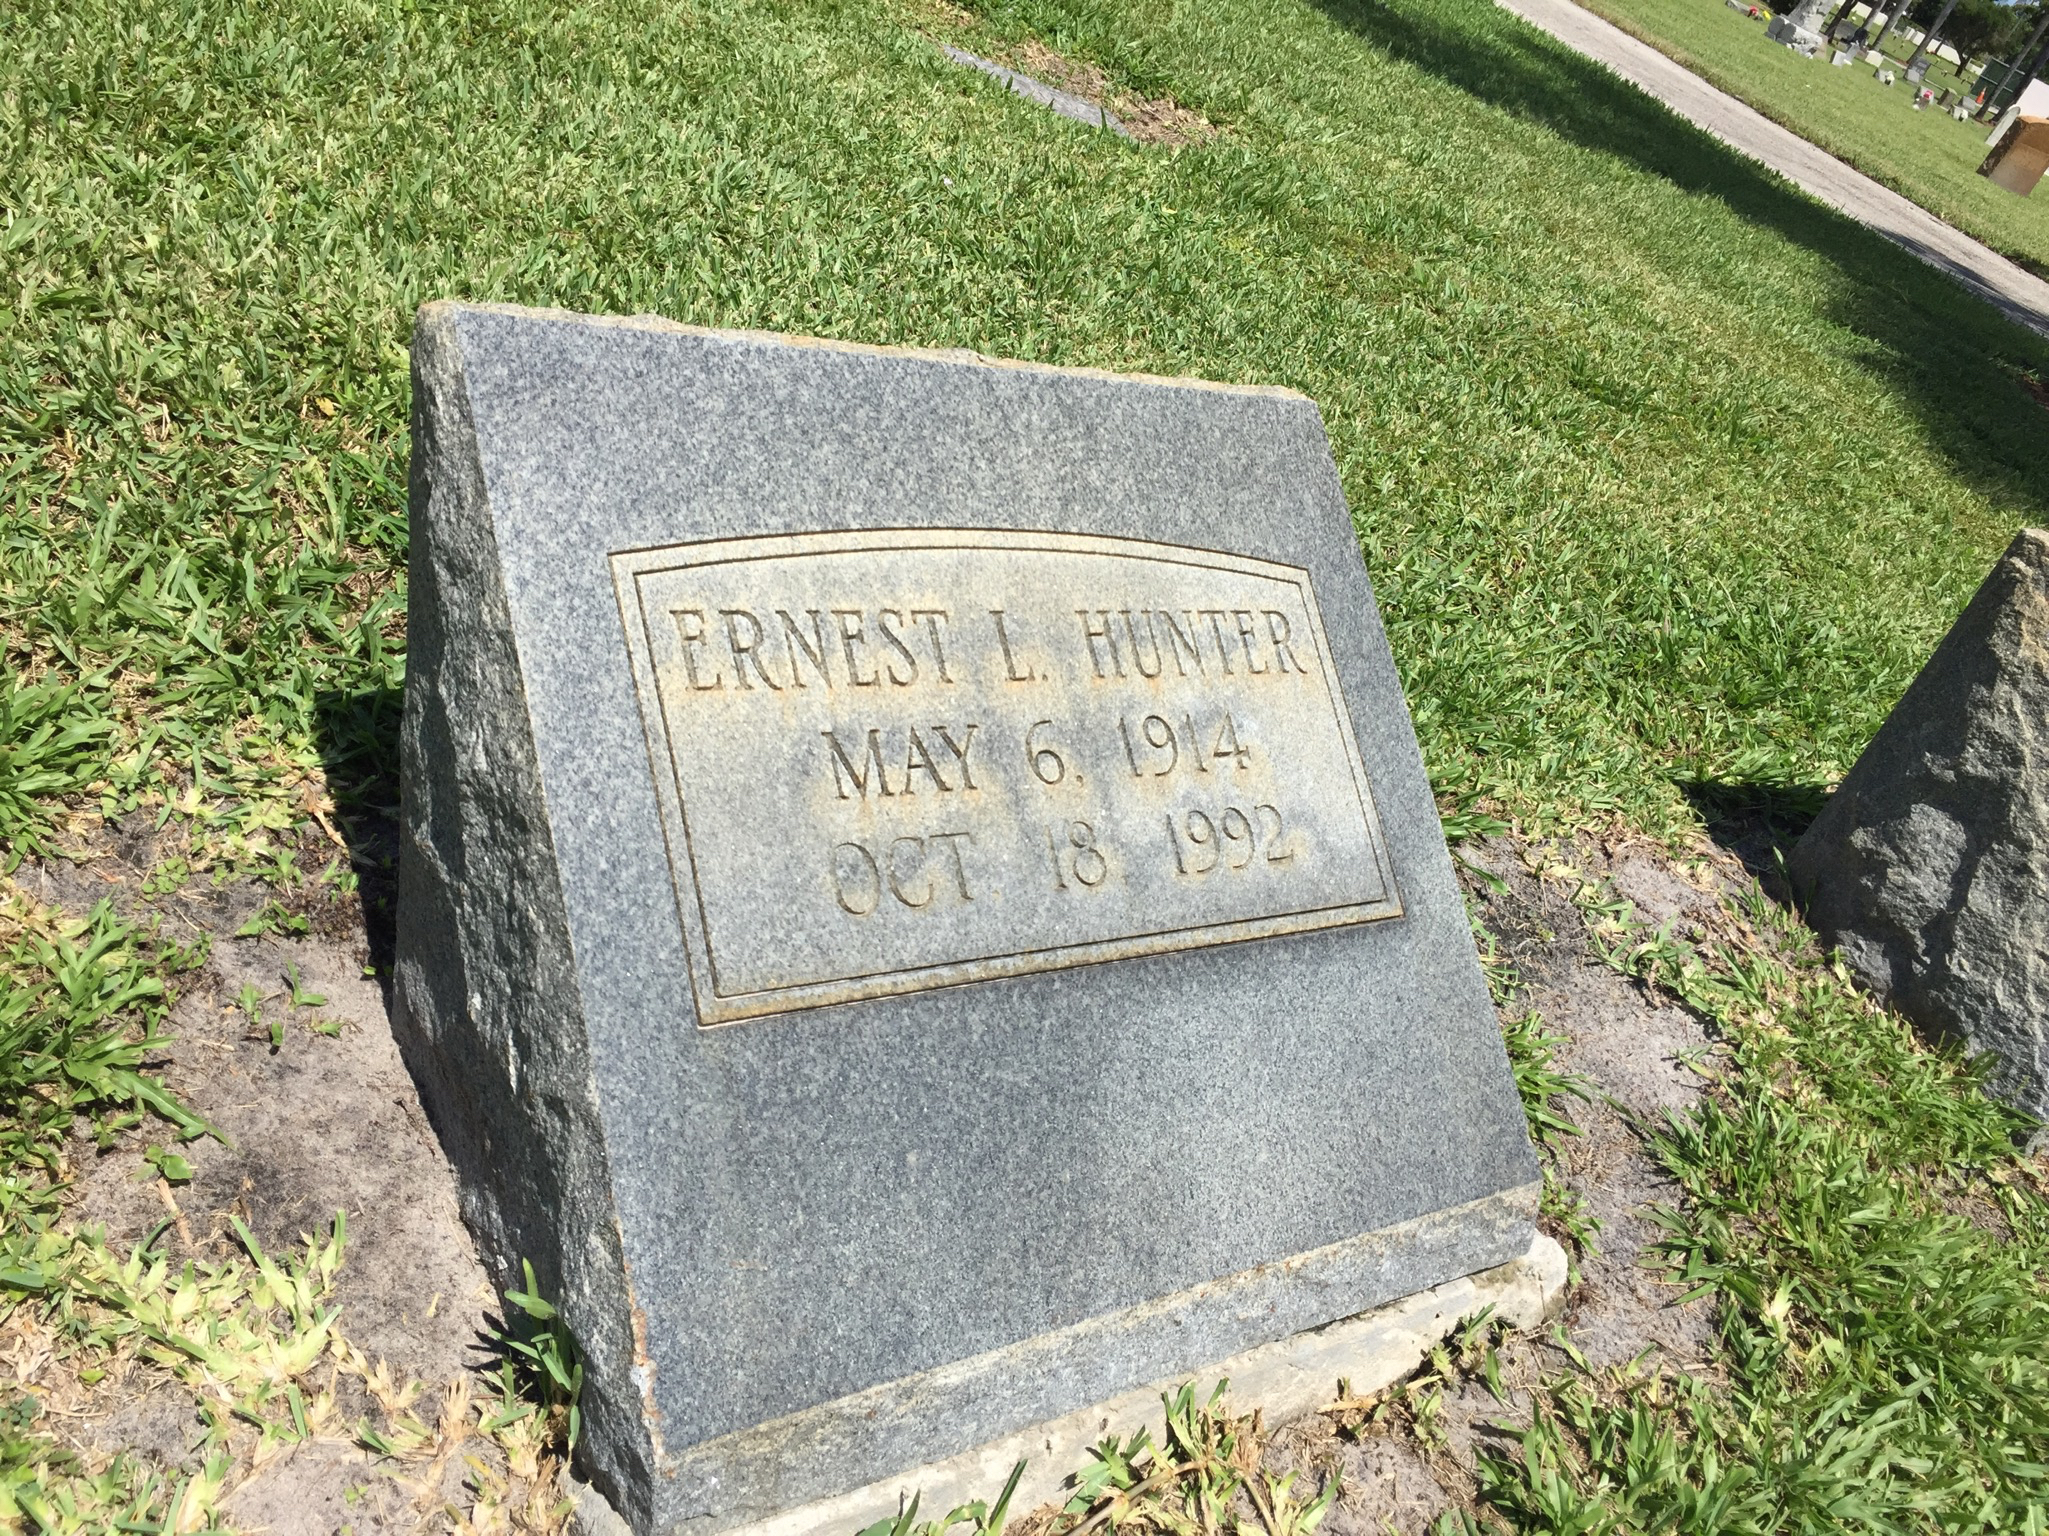 ERNEST L. HUNTER
MAY 6, 1914
OCT. 18, 1992